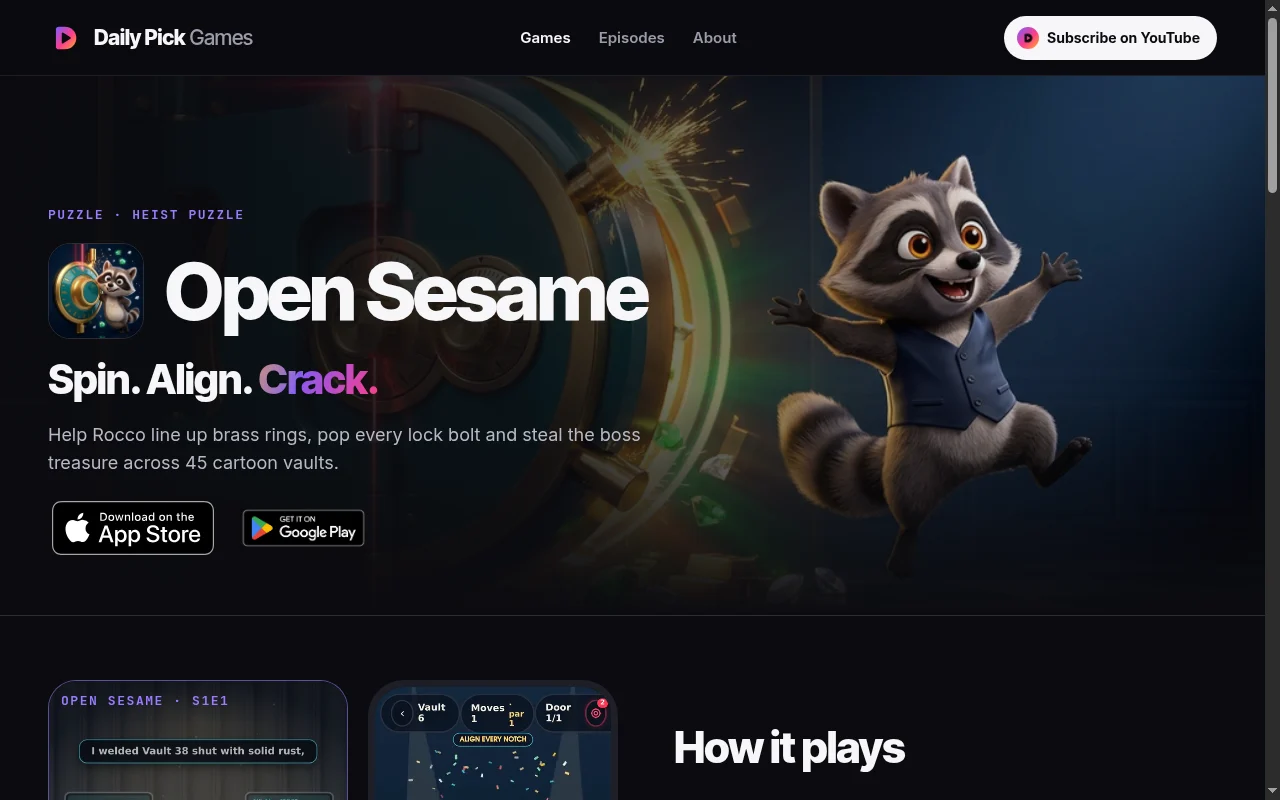 Daily Pick Games
Games Episodes About
Subscribe on YouTube
PUZZLE · HEIST PUZZLE
Open Sesame
Spin. Align. Crack.
Help Rocco line up brass rings, pop every lock bolt and steal the boss
treasure across 45 cartoon vaults.
Download on the
App Store
GET IT ON
Google Play
OPEN SESAME · S1E1
I welded Vault 38 shut with solid rust,
Vault
6
Moves
1
· par
1
Door
1/1
2
ALIGN EVERY NOTCH
How it plays